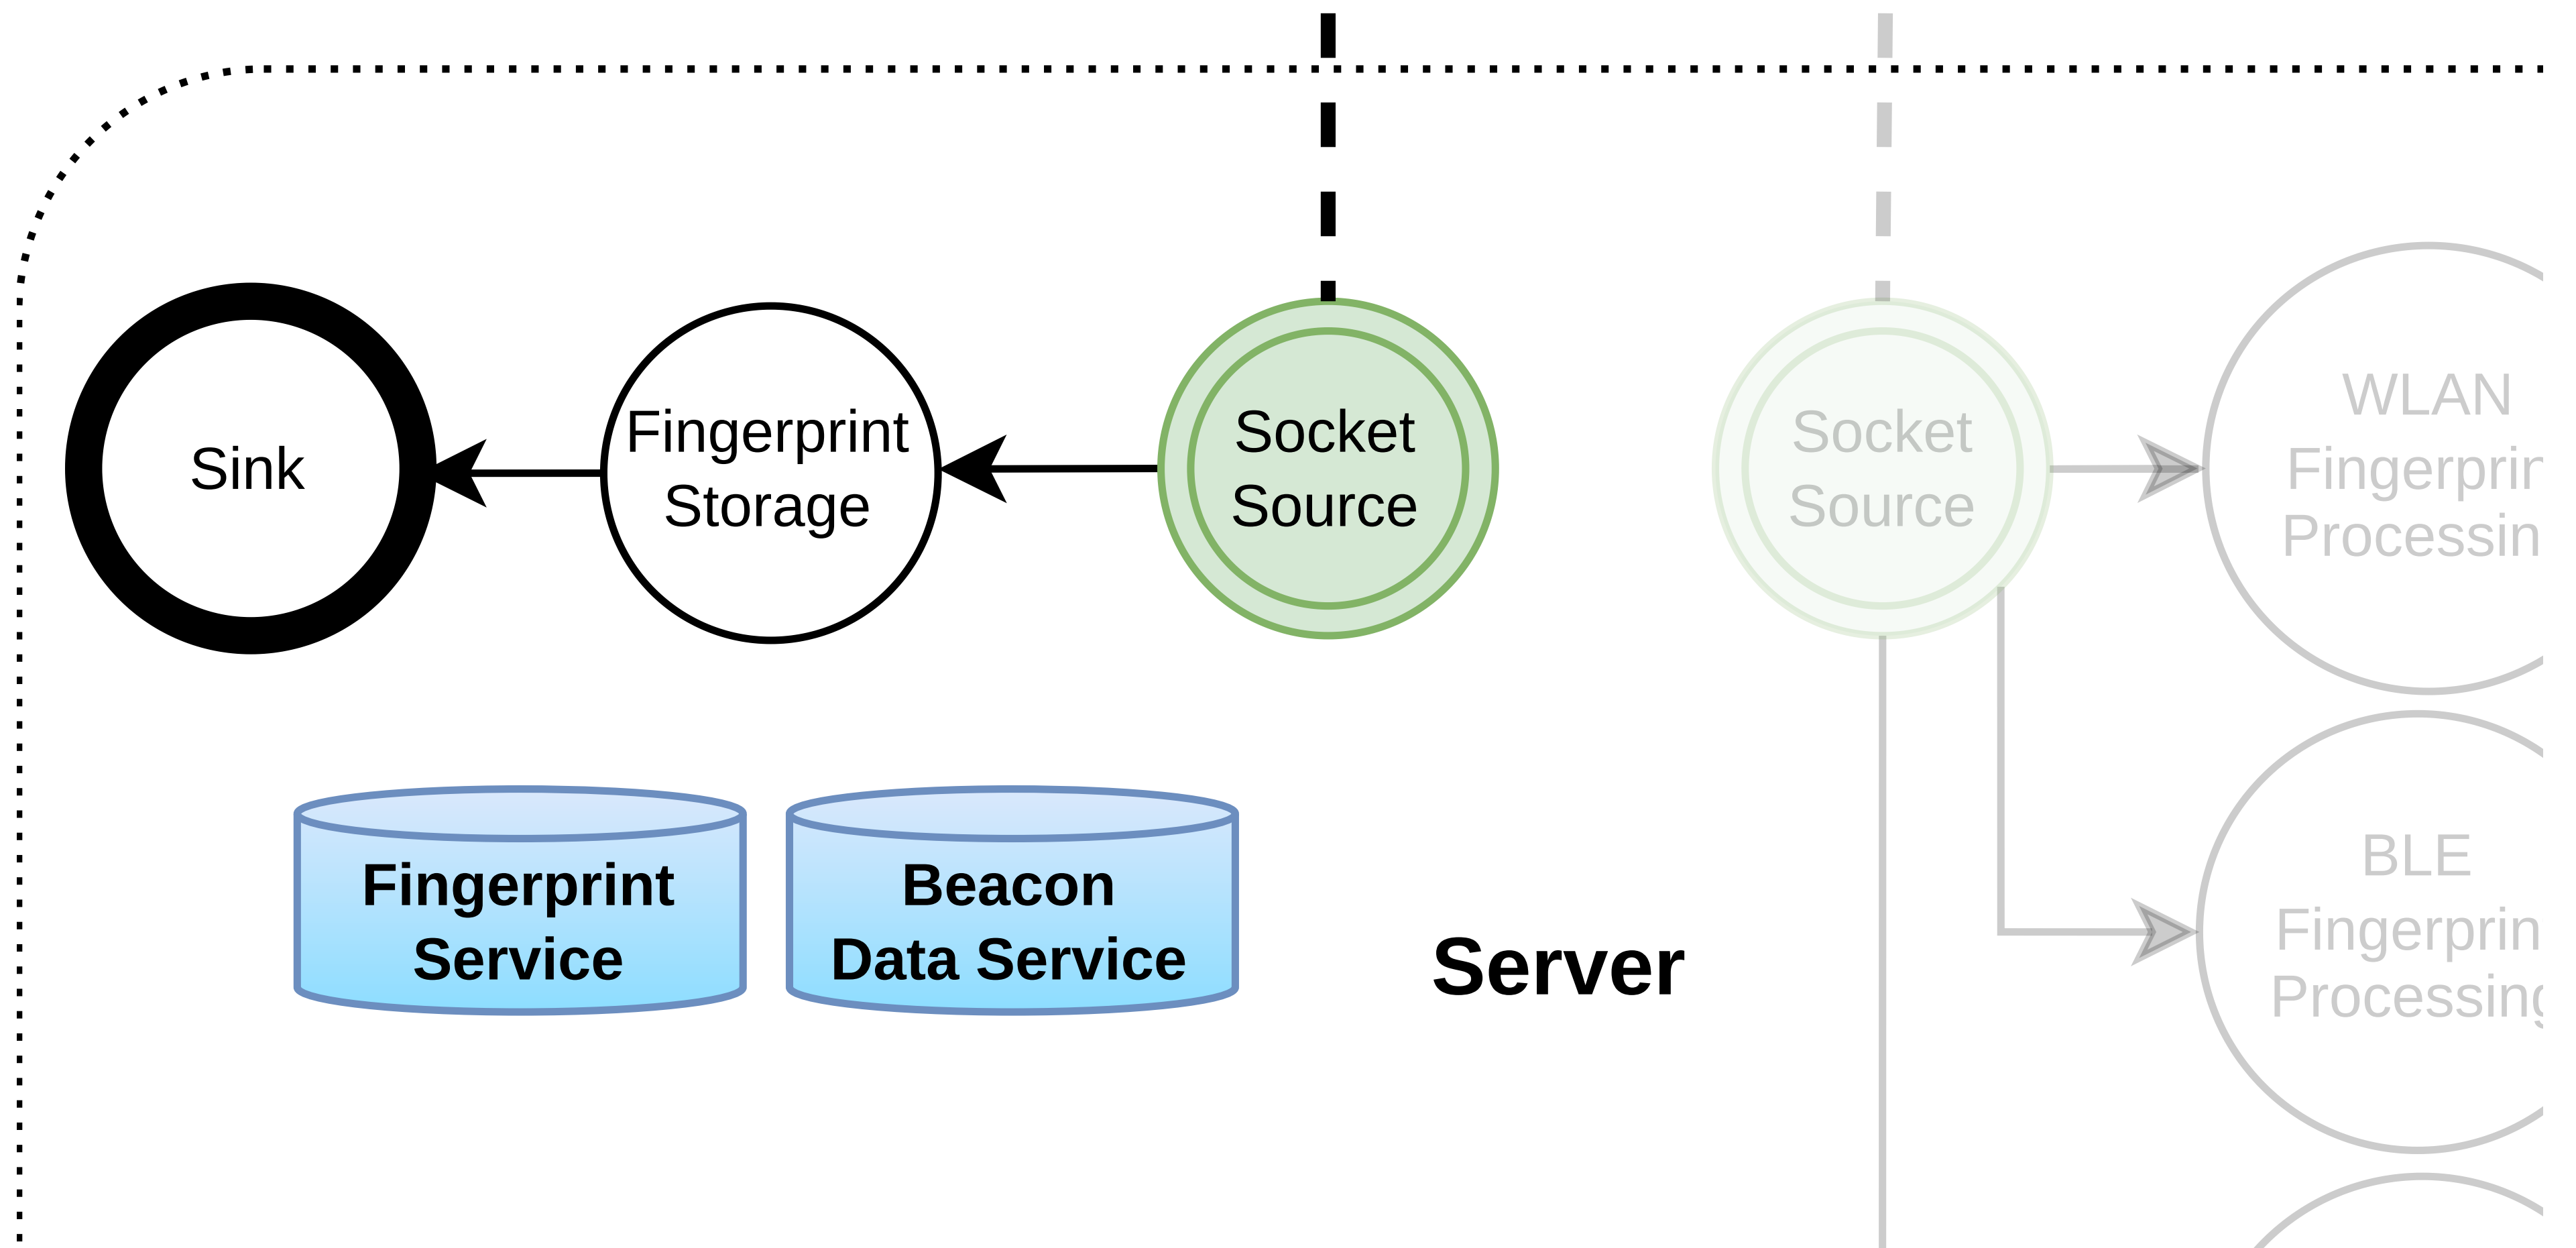 Sink
Fingerprint
Storage
Socket
Source
Socket
Source
WLAN
Fingerprin
Processin
Fingerprint
Service
Beacon
Data Service
Server
BLE
Fingerprin
Processing